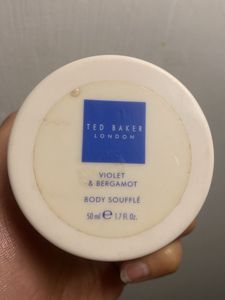 TED BAKER
LONDON
VIOLET
& BERGAMOT
BODY SOUFFLÉ
50 ml ℮ 1.7 fl. oz.